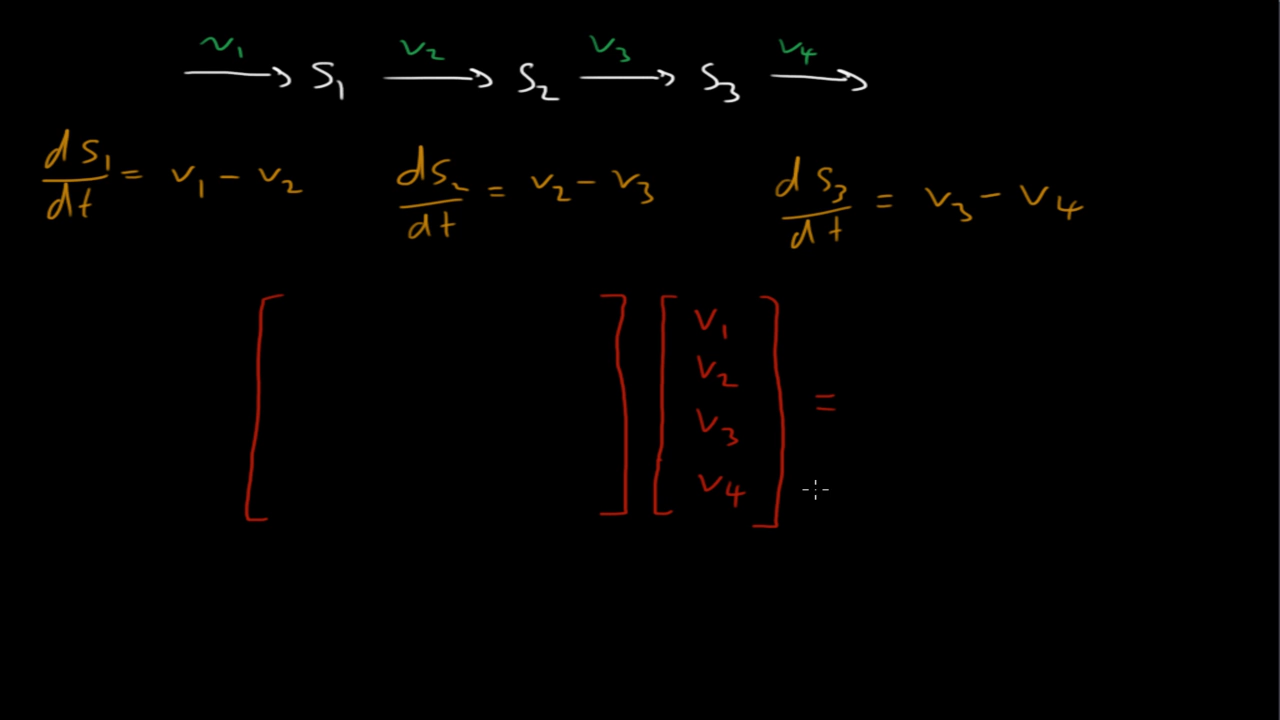 v₁ → S₁ v₂ → S₂ v₃ → S₃ v₄ →
dS₁/dt = v₁ − v₂ dS₂/dt = v₂ − v₃ dS₃/dt = v₃ − v₄
[ ] [ v₁
v₂
v₃
v₄ ] =